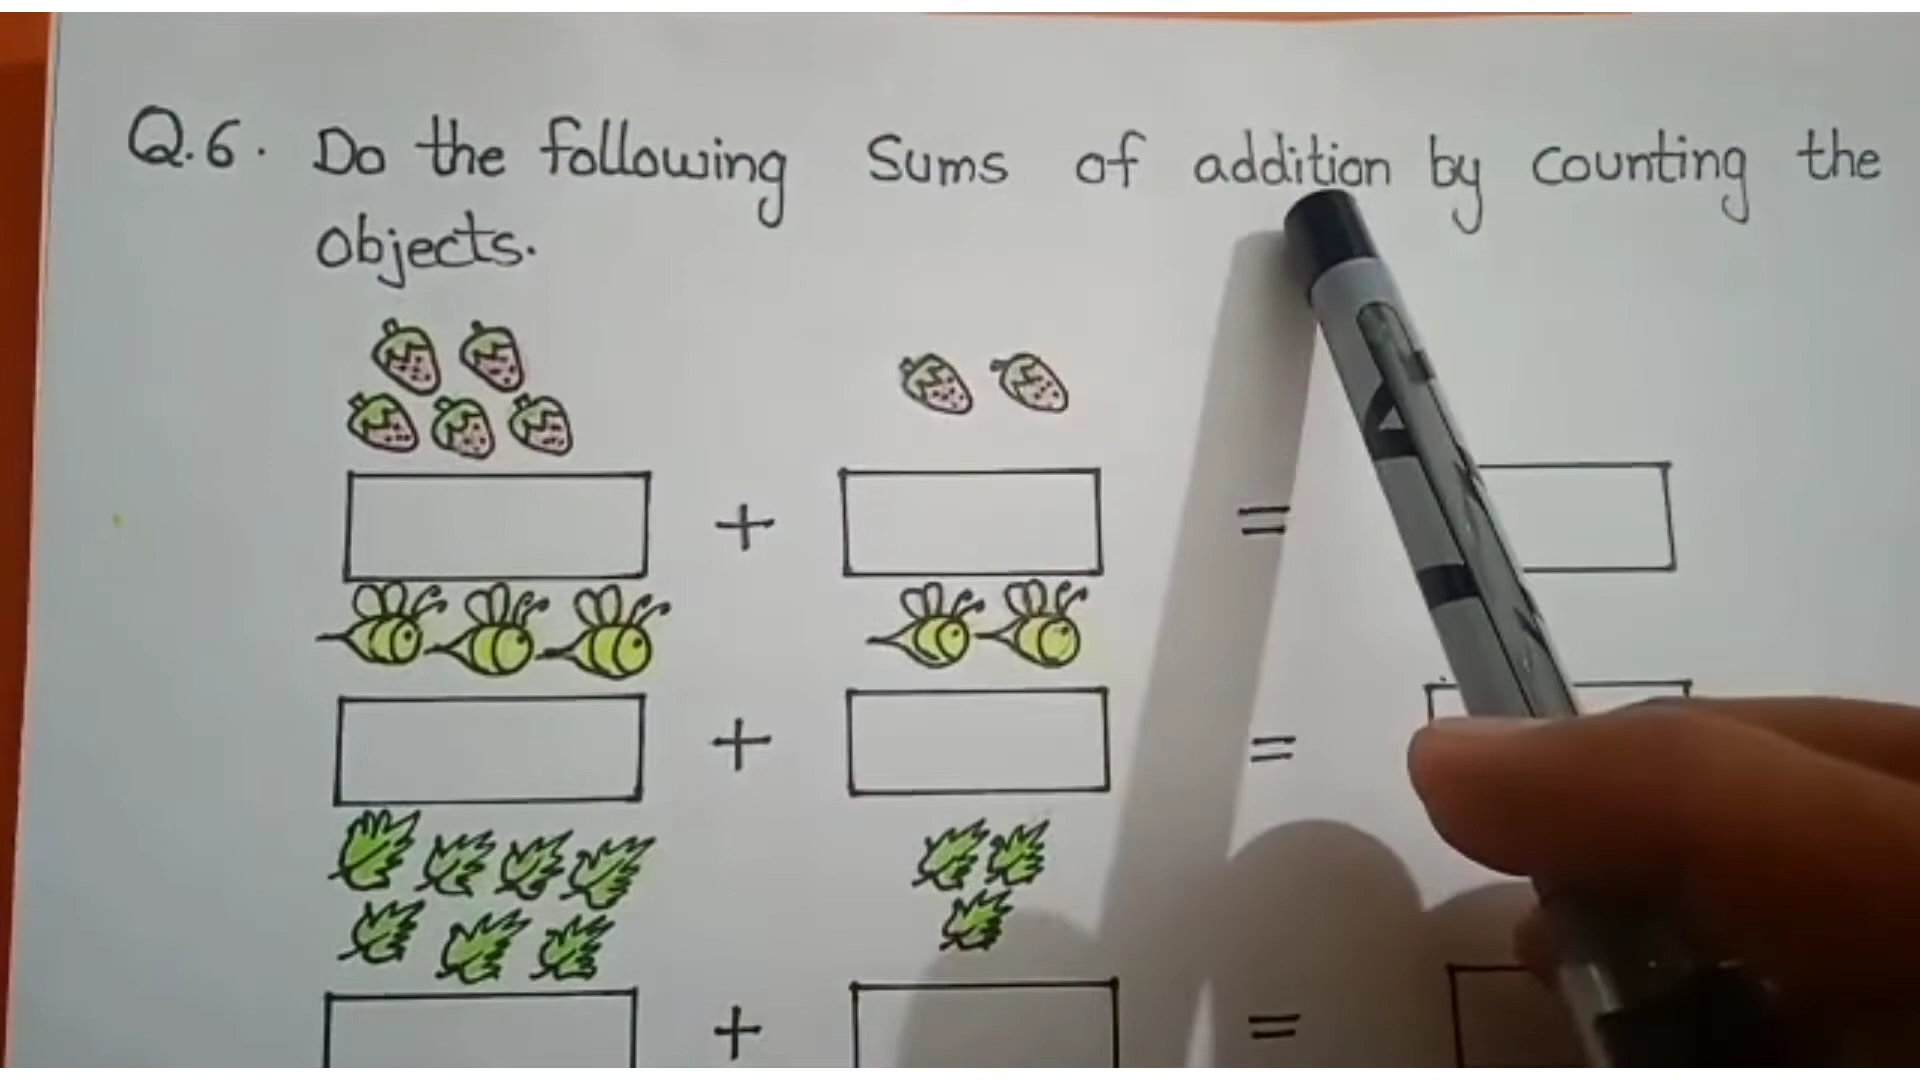 Q.6. Do the following Sums of addition by counting the
objects.
+ =
+ =
+ =